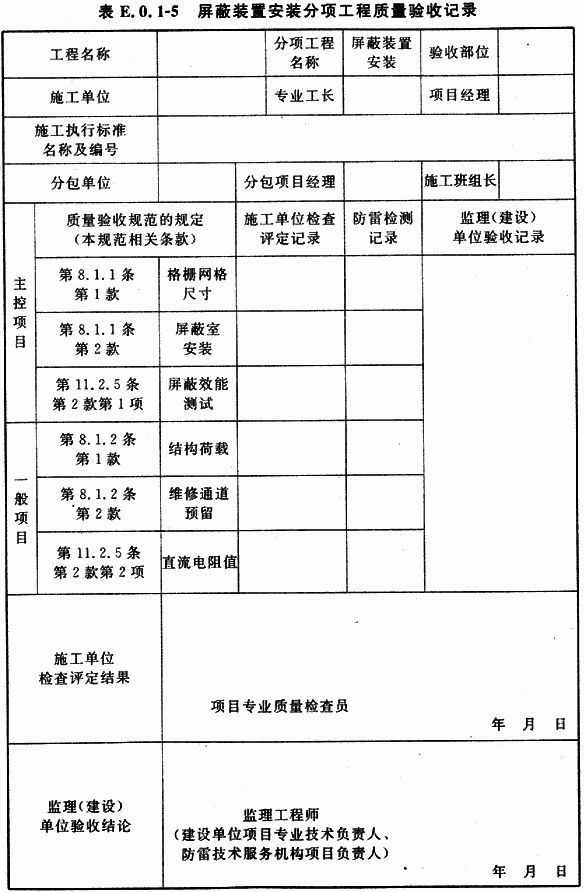 表 E.0.1-5 屏蔽装置安装分项工程质量验收记录
工程名称
分项工程
名称
屏蔽装置
安装
验收部位
施工单位
专业工长
项目经理
施工执行标准
名称及编号
分包单位
分包项目经理
施工班组长
主控项目
质量验收规范的规定
(本规范相关条款)
施工单位检查
评定记录
防雷检测
记录
监理(建设)
单位验收记录
第 8.1.1 条
第 1 款
格栅网格
尺寸
第 8.1.1 条
第 2 款
屏蔽室
安装
第 11.2.5 条
第 2 款第 1 项
屏蔽效能
测试
一般项目
第 8.1.2 条
第 1 款
结构荷载
第 8.1.2 条
第 2 款
维修通道
预留
第 11.2.5 条
第 2 款第 2 项
直流电阻值
施工单位
检查评定结果
项目专业质量检查员
年 月 日
监理(建设)
单位验收结论
监理工程师
(建设单位项目专业技术负责人、
防雷技术服务机构项目负责人)
年 月 日